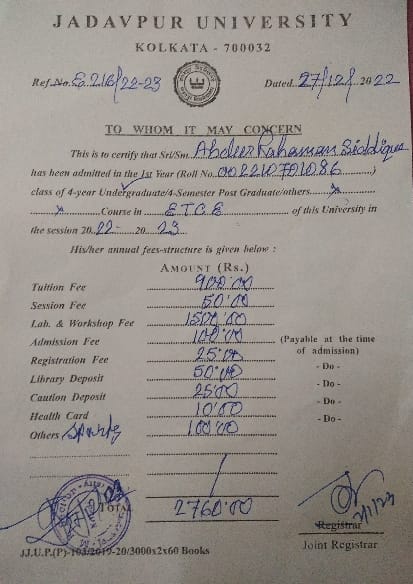 JADAVPUR UNIVERSITY
KOLKATA - 700032
Ref. No. Ea 216/22-23 Dated 27/12/2022
TO WHOM IT MAY CONCERN
This is to certify that Sri/Sm. Abdeer Rahaman Siddique
has been admitted in the 1st Year (Roll No. 002210701086)
class of 4-year Undergraduate/4-Semester Post Graduate/others x
x Course in ETCE of this University in
the session 2022- 2023
His/her annual fees-structure is given below :
AMOUNT (Rs.)
Tuition Fee 900.00
Session Fee 50.00
Lab. & Workshop Fee 1500.00
Admission Fee 100.00 (Payable at the time of admission)
Registration Fee 25.00 - Do -
Library Deposit 50.00 - Do -
Caution Deposit 25.00 - Do -
Health Card 10.00 - Do -
Others Sports 100.00
TOTAL 2760.00
Registrar
Joint Registrar
JJ.U.P.(P)-103/2019-20/3000x2x60 Books